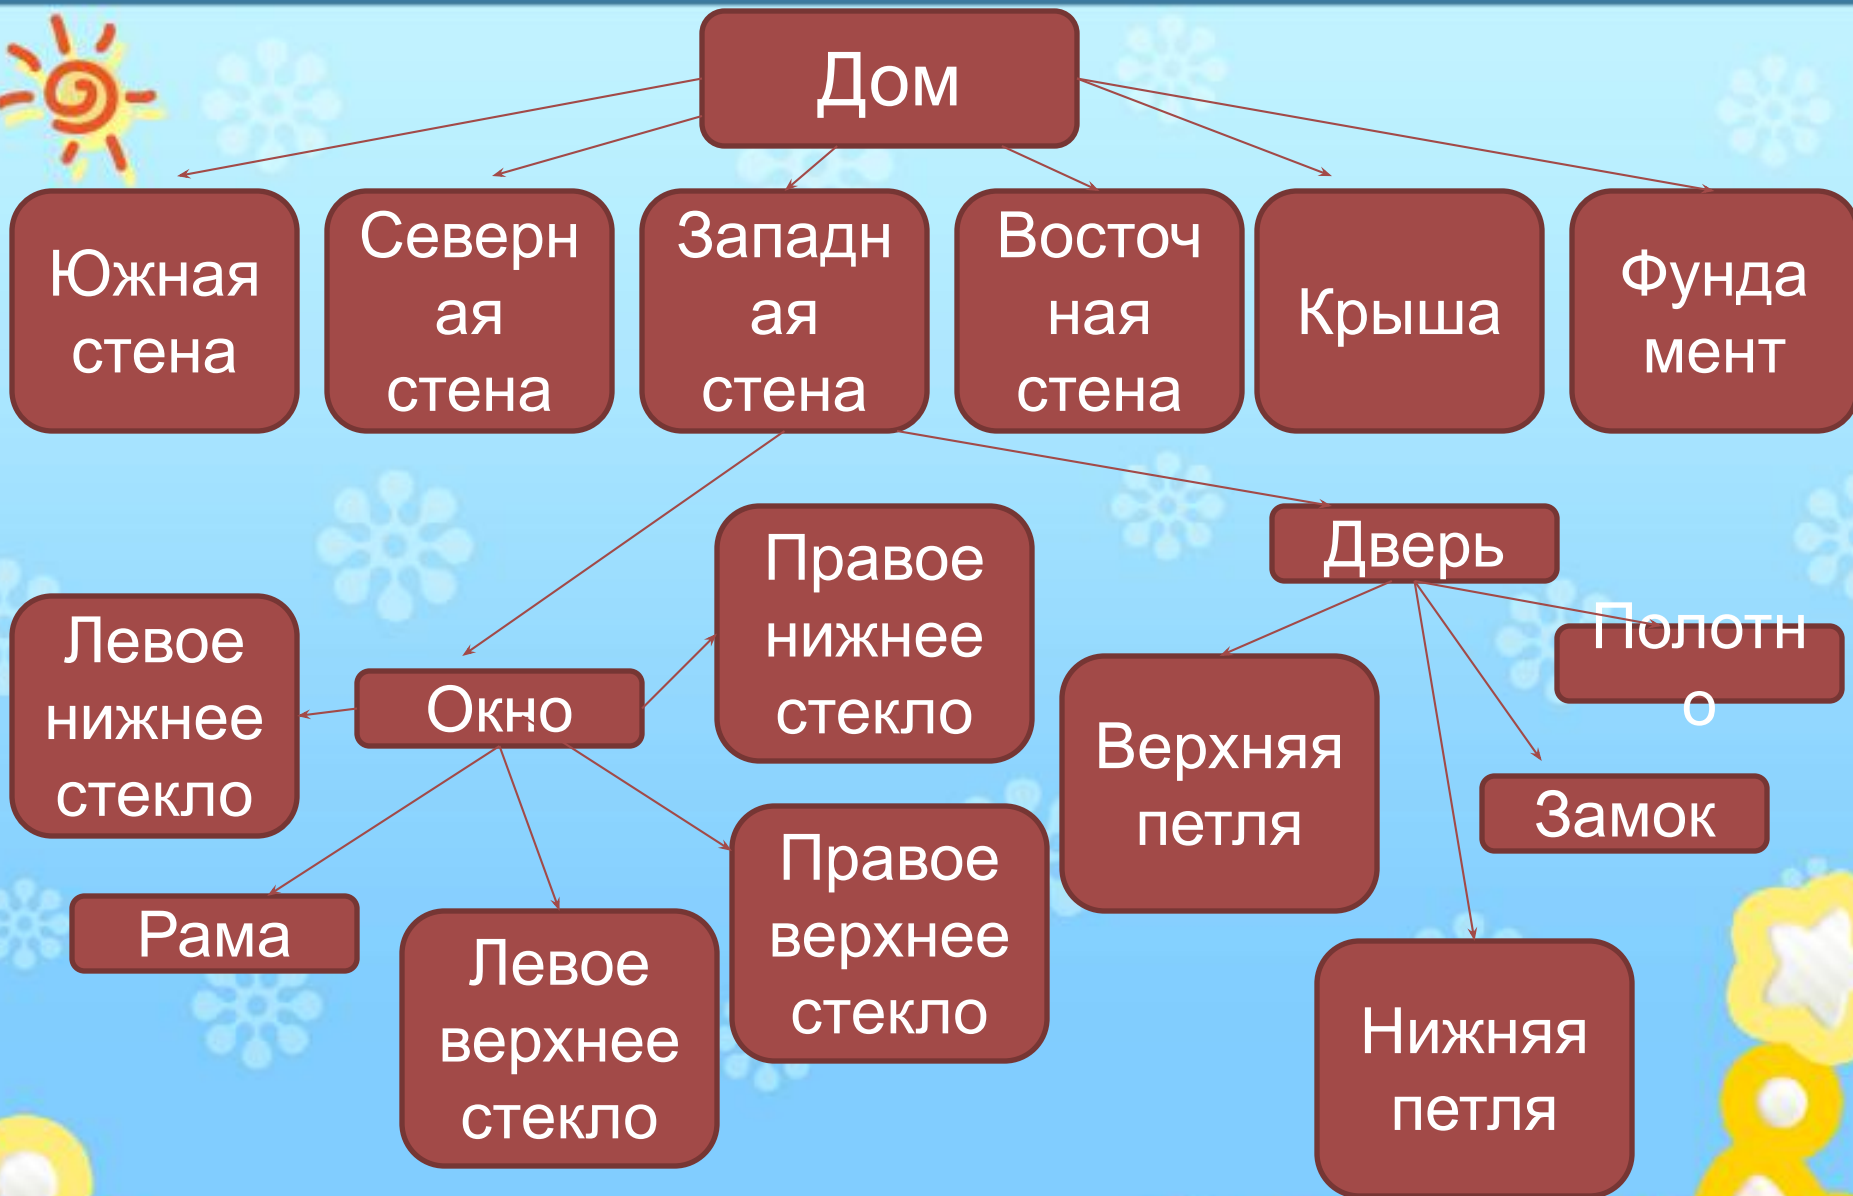 Дом
Южная
стена
Северн
ая
стена
Западн
ая
стена
Восточ
ная
стена
Крыша
Фунда
мент
Правое
нижнее
стекло
Дверь
Левое
нижнее
стекло
Окно
Полотн
о
Верхняя
петля
Замок
Правое
верхнее
стекло
Рама
Левое
верхнее
стекло
Нижняя
петля